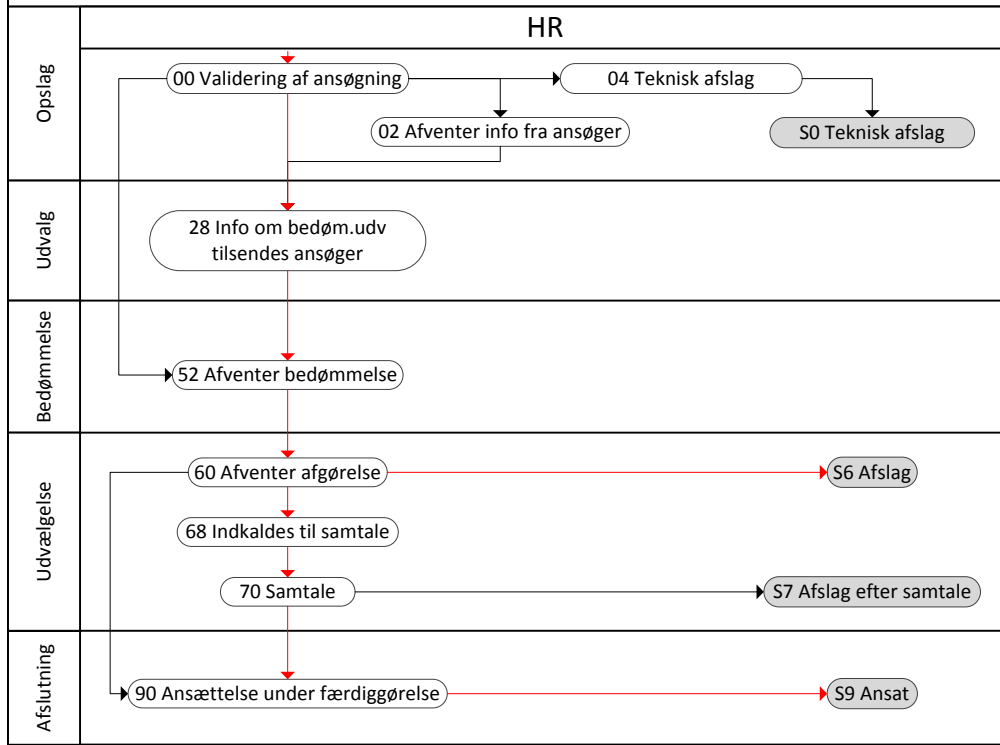 HR
Opslag
00 Validering af ansøgning
04 Teknisk afslag
02 Afventer info fra ansøger
S0 Teknisk afslag
Udvalg
28 Info om bedøm.udv
tilsendes ansøger
Bedømmelse
52 Afventer bedømmelse
Udvælgelse
60 Afventer afgørelse
S6 Afslag
68 Indkaldes til samtale
70 Samtale
S7 Afslag efter samtale
Afslutning
90 Ansættelse under færdiggørelse
S9 Ansat